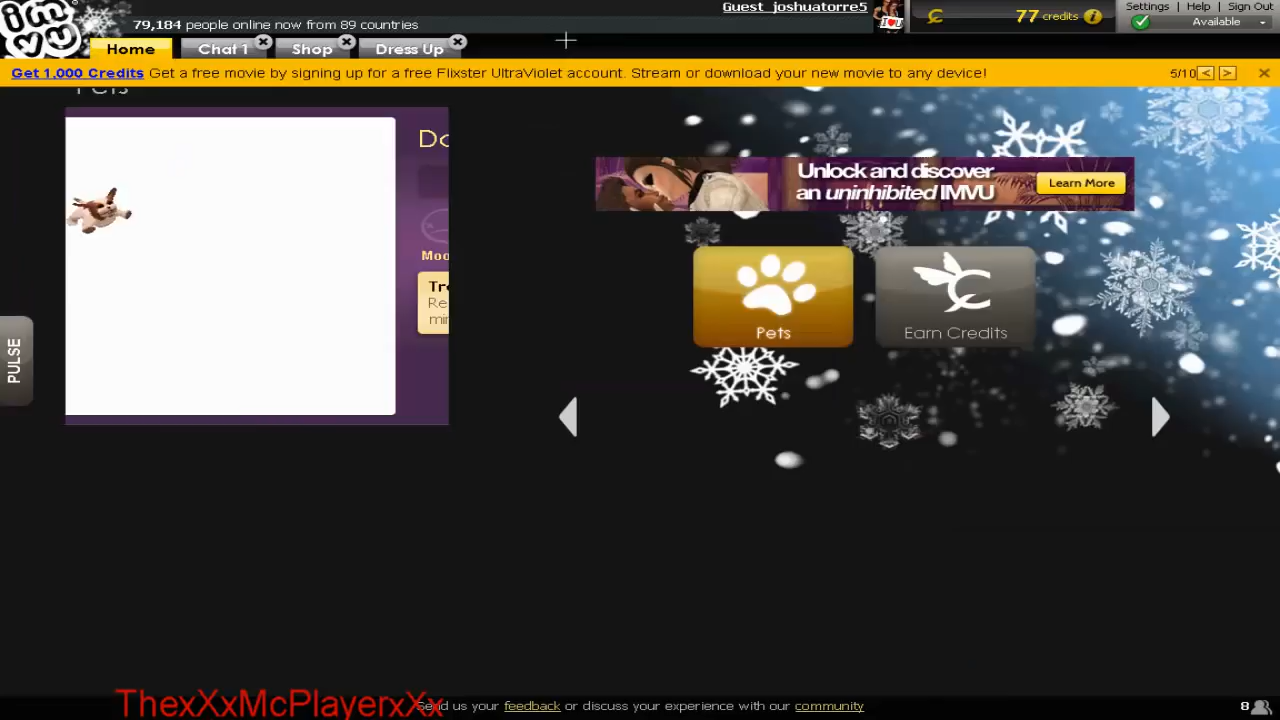 imvu
79,184 people online now from 89 countries
Guest_joshuatorre5
I U
77 credits i
Settings | Help | Sign Out
Available
Home
Chat 1
Shop
Dress Up
Get 1,000 Credits Get a free movie by signing up for a free Flixster UltraViolet account. Stream or download your new movie to any device!
5/10 < >
Pets
Unlock and discover
an uninhibited IMVU
Learn More
Pets
Earn Credits
PULSE
ThexXxMcPlayerxXx
Send us your feedback or discuss your experience with our community
8